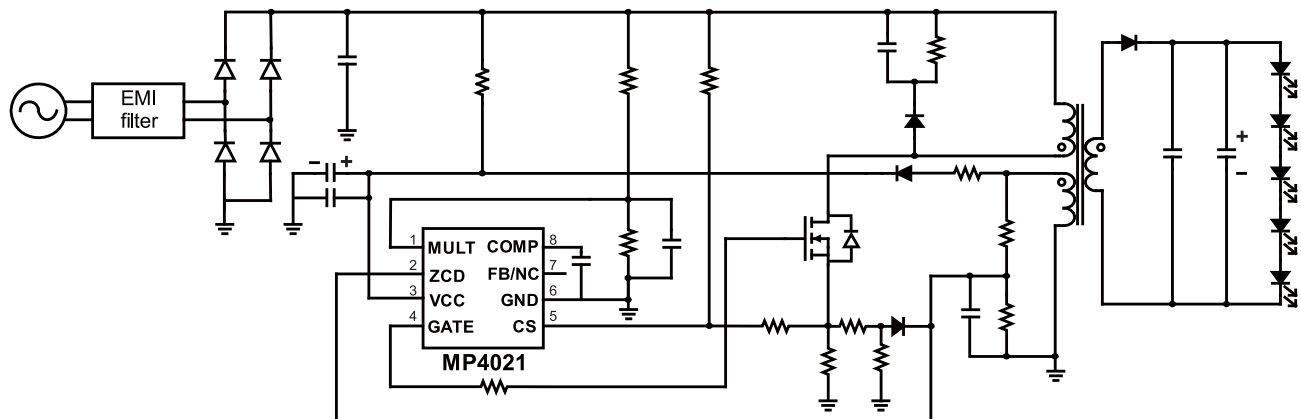 EMI
filter
– +
+
–
1 MULT COMP 8
2 ZCD FB/NC 7
3 VCC GND 6
4 GATE CS 5
MP4021